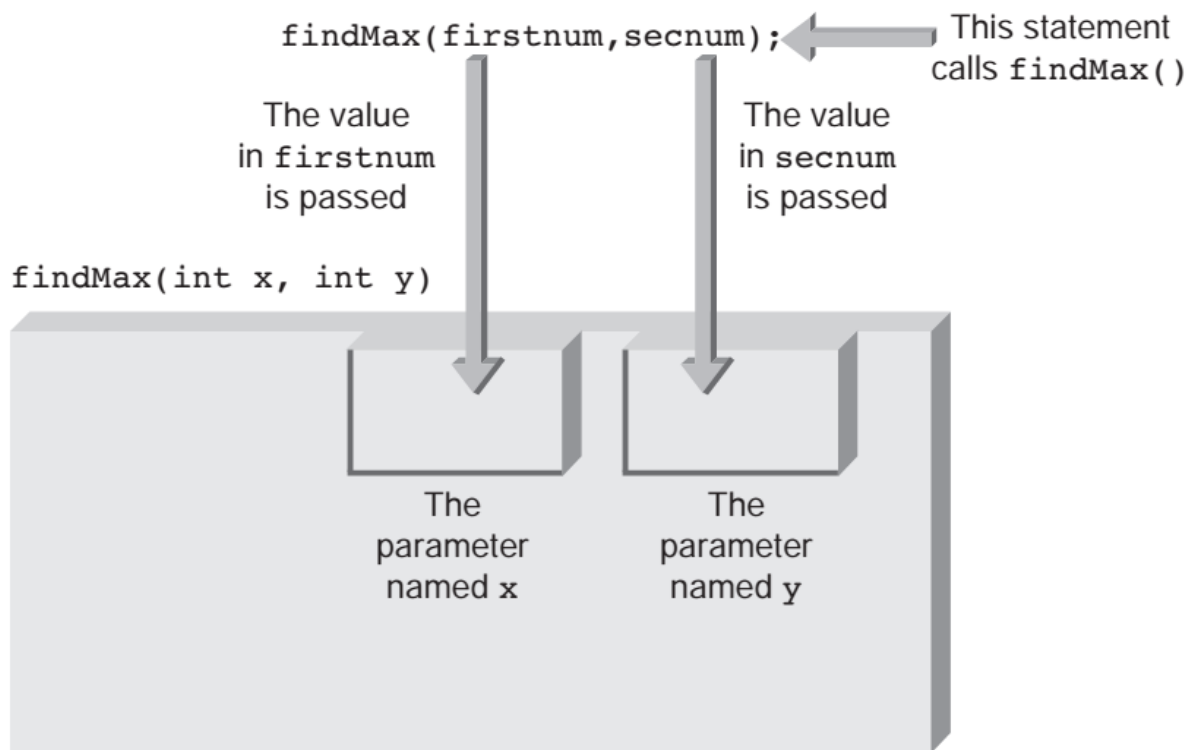 findMax(firstnum,secnum);
This statement
calls findMax()
The value
in firstnum
is passed
The value
in secnum
is passed
findMax(int x, int y)
The
parameter
named x
The
parameter
named y